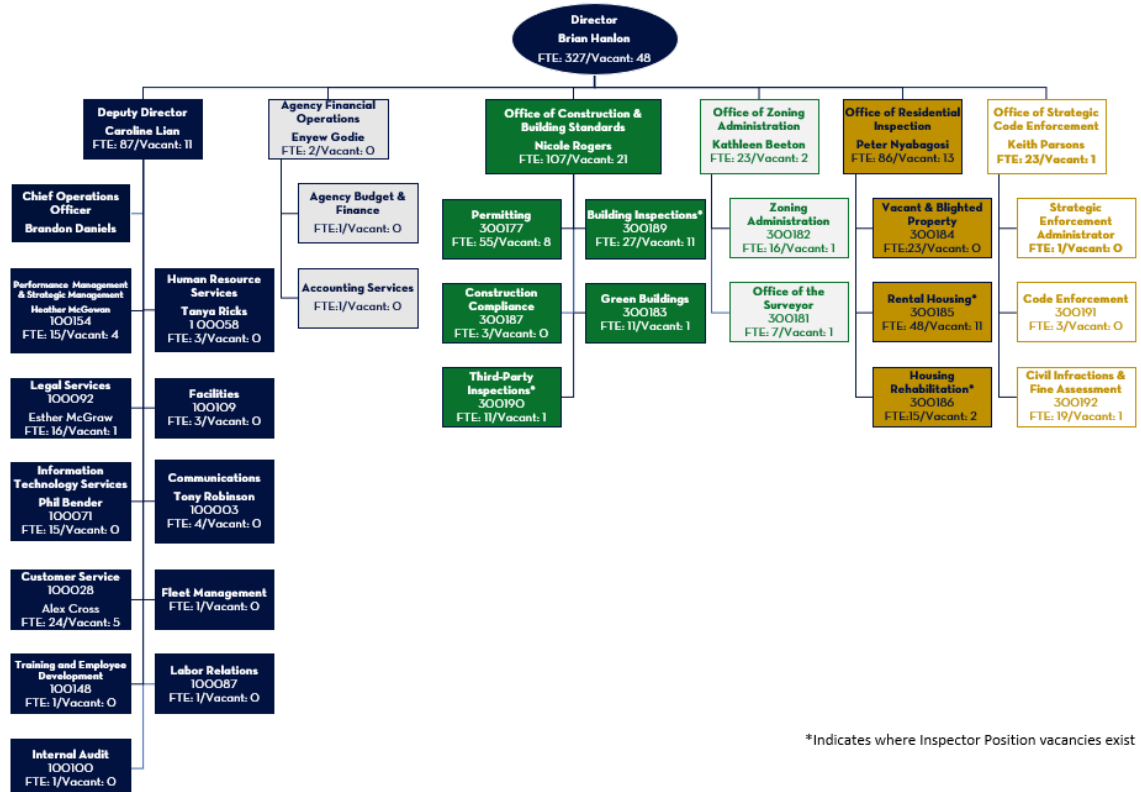 Director
Brian Hanlon
FTE: 327/Vacant: 48
Deputy Director
Caroline Lian
FTE: 87/Vacant: 11
Agency Financial
Operations
Enyew Godie
FTE: 2/Vacant: 0
Office of Construction &
Building Standards
Nicole Rogers
FTE: 107/Vacant: 21
Office of Zoning
Administration
Kathleen Beeton
FTE: 23/Vacant: 2
Office of Residential
Inspection
Peter Nyabagosi
FTE: 86/Vacant: 13
Office of Strategic
Code Enforcement
Keith Parsons
FTE: 23/Vacant: 1
Chief Operations
Officer
Brandon Daniels
Performance Management
& Strategic Management
Heather McGowan
100154
FTE: 15/Vacant: 4
Human Resource
Services
Tanya Ricks
1 00058
FTE: 3/Vacant: 0
Legal Services
100092
Esther McGraw
FTE: 16/Vacant: 1
Facilities
100109
FTE: 3/Vacant: 0
Information
Technology Services
Phil Bender
100071
FTE: 15/Vacant: 0
Communications
Tony Robinson
100003
FTE: 4/Vacant: 0
Customer Service
100028
Alex Cross
FTE: 24/Vacant: 5
Fleet Management
FTE: 1/Vacant: 0
Training and Employee
Development
100148
FTE: 1/Vacant: 0
Labor Relations
100087
FTE: 1/Vacant: 0
Internal Audit
100100
FTE: 1/Vacant: 0
Agency Budget &
Finance
FTE:1/Vacant: 0
Accounting Services
FTE:1/Vacant: 0
Permitting
300177
FTE: 55/Vacant: 8
Building Inspections*
300189
FTE: 27/Vacant: 11
Construction
Compliance
300187
FTE: 3/Vacant: 0
Green Buildings
300183
FTE: 11/Vacant: 1
Third-Party
Inspections*
300190
FTE: 11/Vacant: 1
Zoning
Administration
300182
FTE: 16/Vacant: 1
Office of the
Surveyor
300181
FTE: 7/Vacant: 1
Vacant & Blighted
Property
300184
FTE:23/Vacant: 0
Rental Housing*
300185
FTE: 48/Vacant: 11
Housing
Rehabilitation*
300186
FTE:15/Vacant: 2
Strategic
Enforcement
Administrator
FTE: 1/Vacant: 0
Code Enforcement
300191
FTE: 3/Vacant: 0
Civil Infractions &
Fine Assessment
300192
FTE: 19/Vacant: 1
*Indicates where Inspector Position vacancies exist